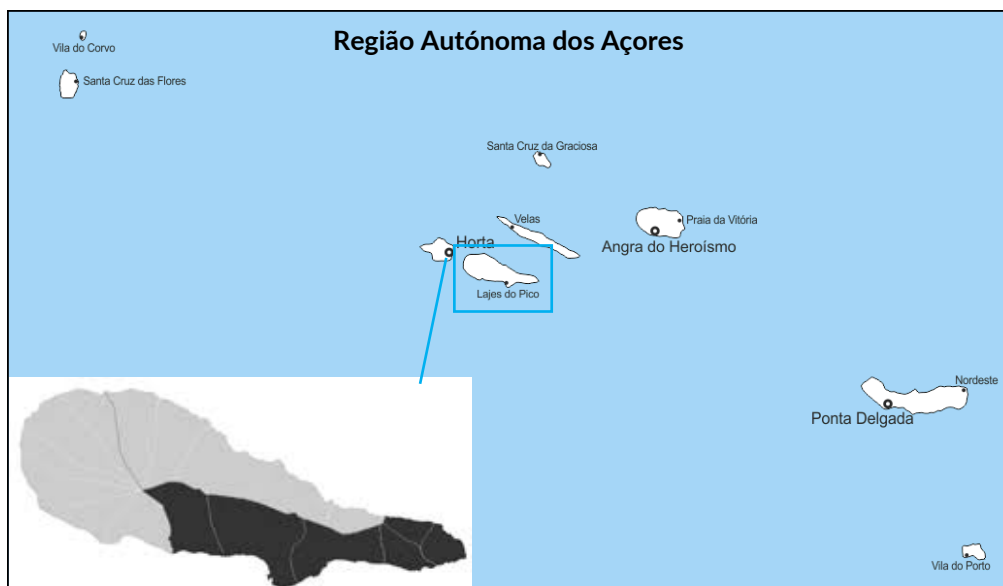 Região Autónoma dos Açores
Vila do Corvo
Santa Cruz das Flores
Santa Cruz da Graciosa
Velas
Praia da Vitória
Horta
Angra do Heroísmo
Lajes do Pico
Nordeste
Ponta Delgada
Vila do Porto